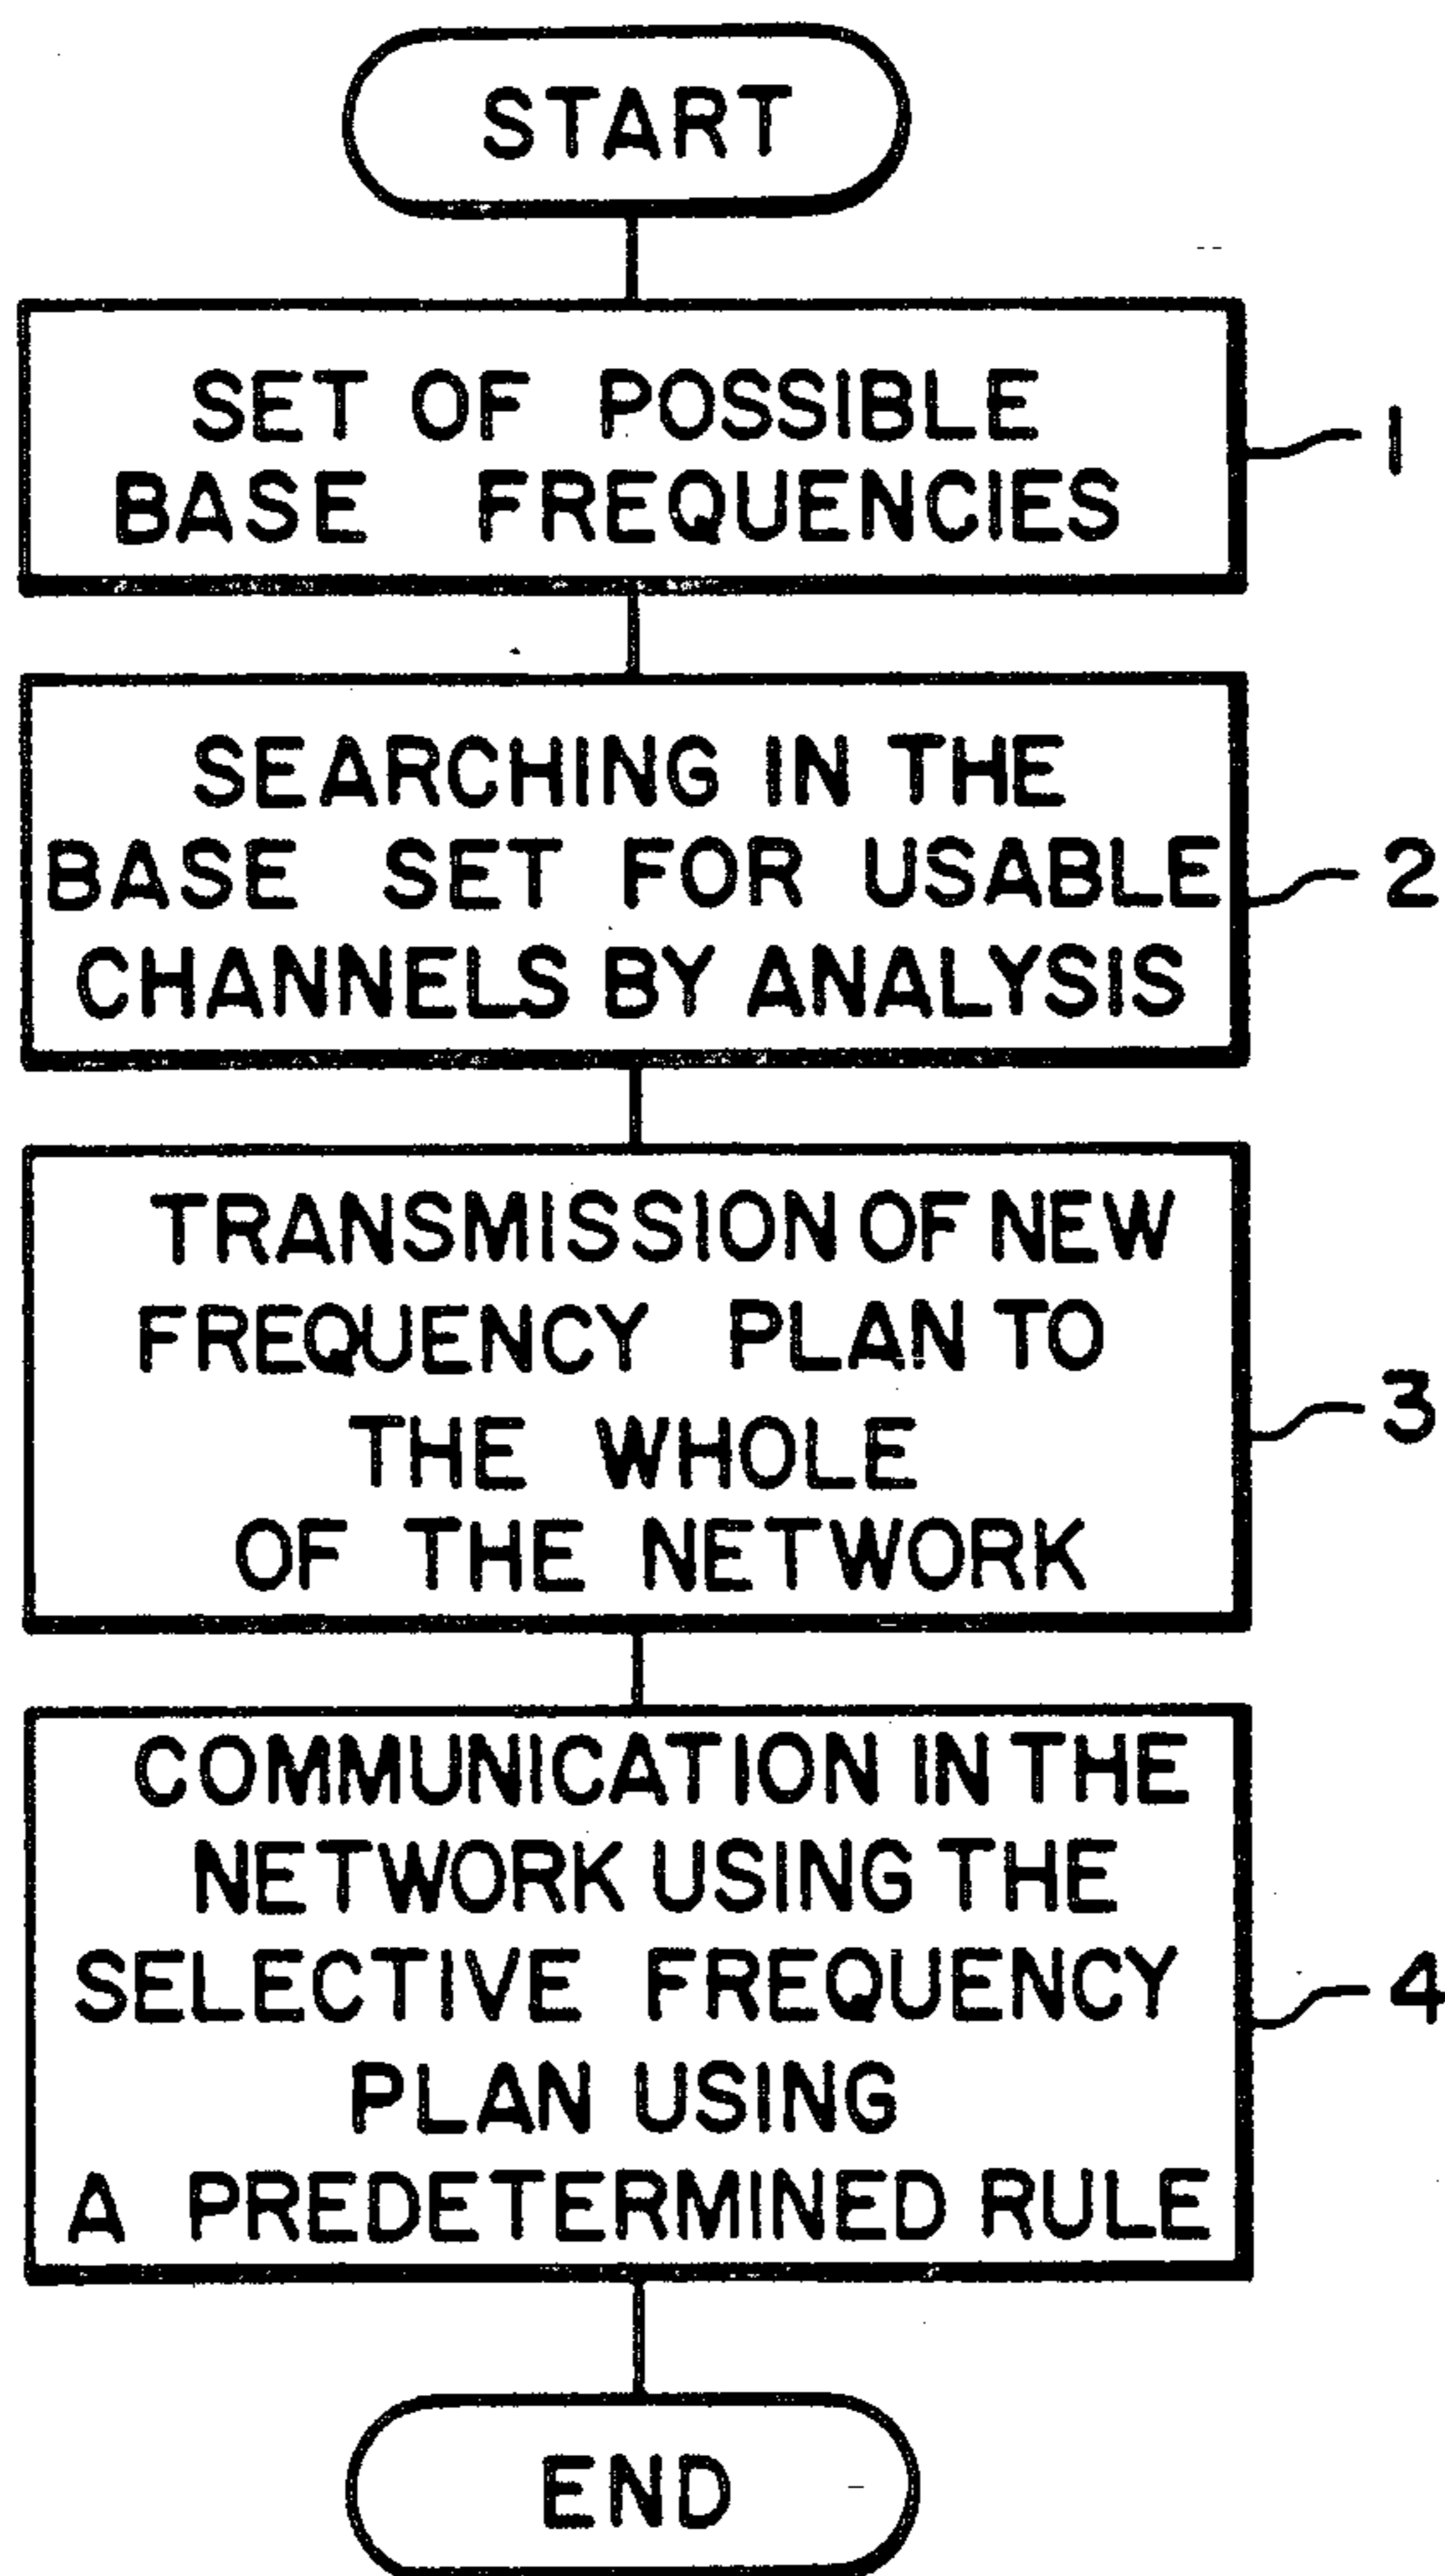 START
SET OF POSSIBLE
BASE FREQUENCIES
1
SEARCHING IN THE
BASE SET FOR USABLE
CHANNELS BY ANALYSIS
2
TRANSMISSION OF NEW
FREQUENCY PLAN TO
THE WHOLE
OF THE NETWORK
3
COMMUNICATION IN THE
NETWORK USING THE
SELECTIVE FREQUENCY
PLAN USING
A PREDETERMINED RULE
4
END